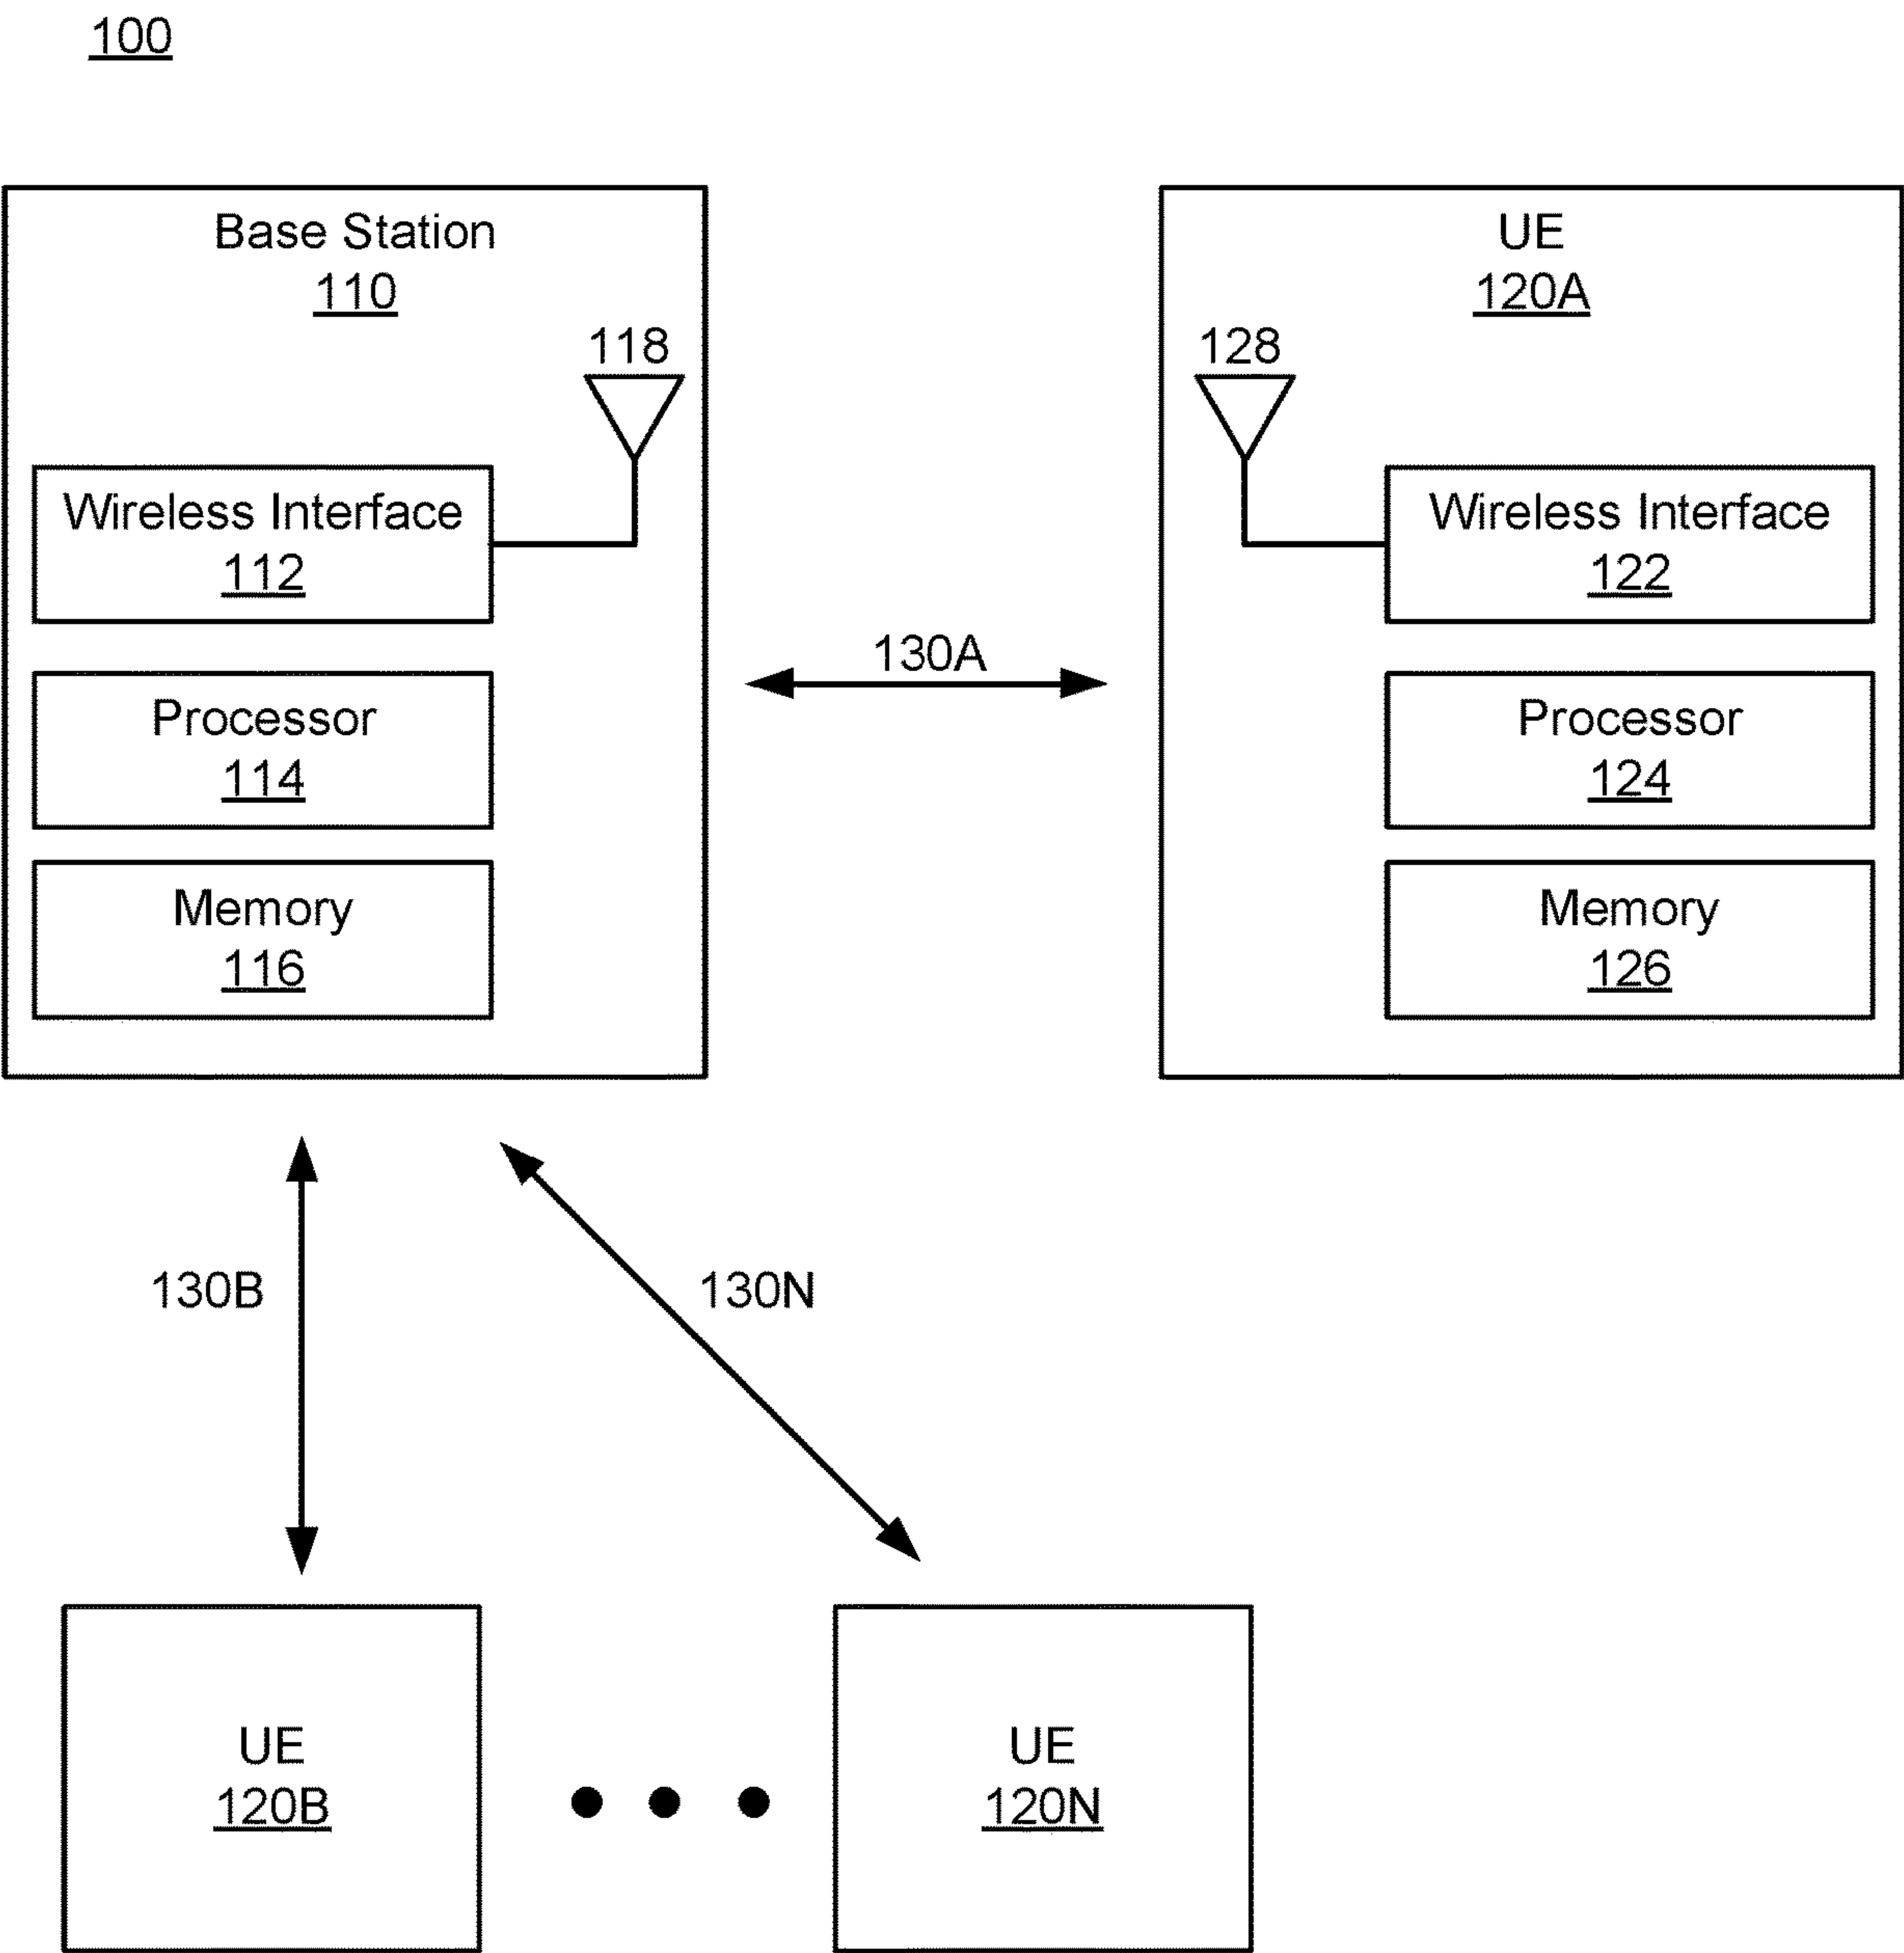 100
Base Station
110
118
Wireless Interface
112
Processor
114
Memory
116
130A
UE
120A
128
Wireless Interface
122
Processor
124
Memory
126
130B
130N
UE
120B
UE
120N